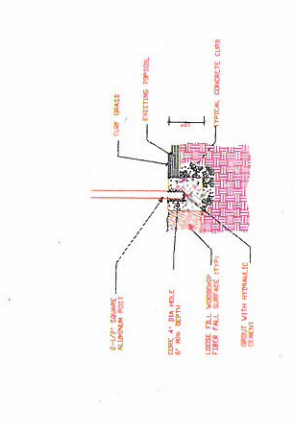 TURF GRASS
EXISTING TOPSOIL
TYPICAL CONCRETE CURB
2-1/2" SQUARE
ALUMINUM POST
CORE 4" DIA HOLE
6" MIN DEPTH
LOOSE FILL WOODCHIP
FIBER FALL SURFACE (TYP)
GROUT WITH HYDRAULIC
CEMENT